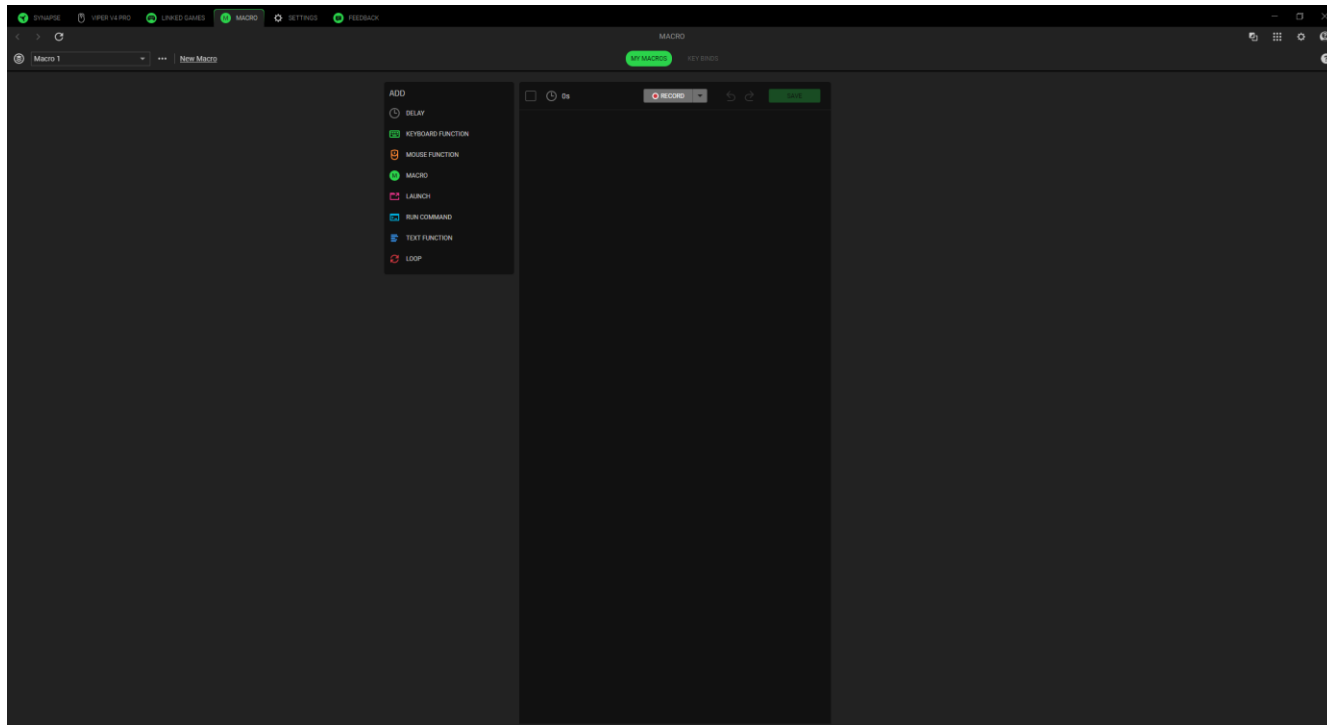 SYNAPSE VIPER V4 PRO LINKED GAMES MACRO SETTINGS FEEDBACK
MACRO
Macro 1 New Macro MY MACROS KEY BINDS
ADD
0s RECORD SAVE
DELAY
KEYBOARD FUNCTION
MOUSE FUNCTION
MACRO
LAUNCH
RUN COMMAND
TEXT FUNCTION
LOOP